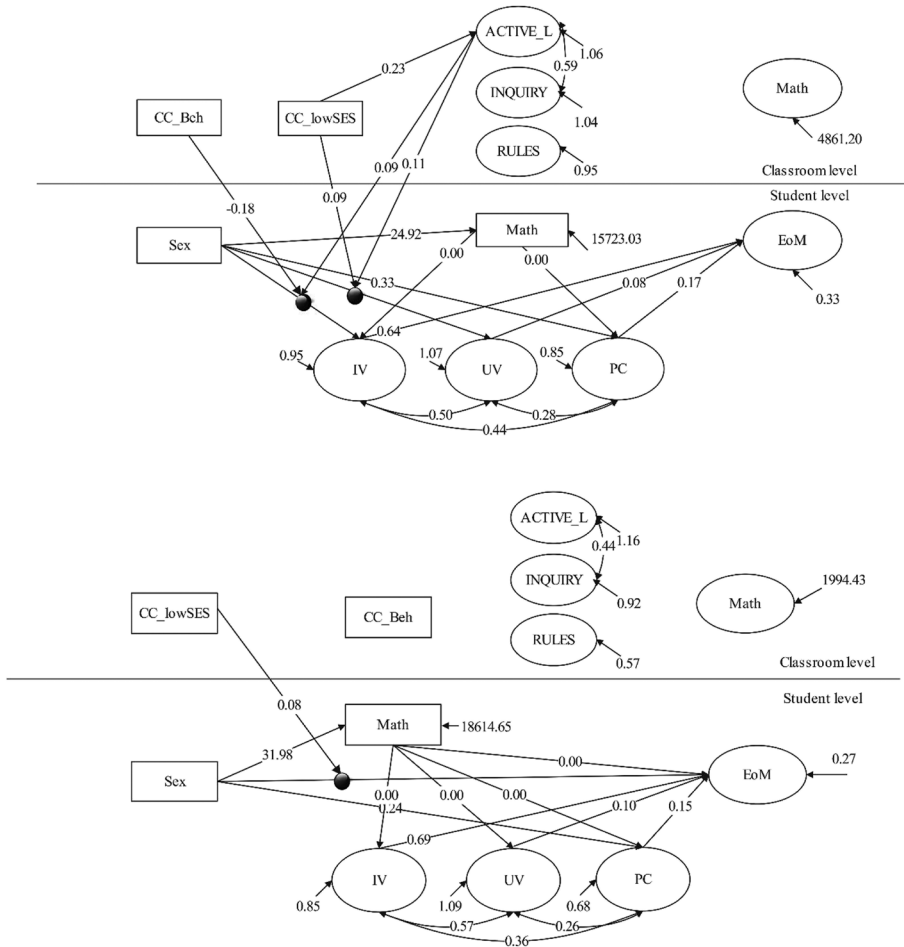 ACTIVE_L
1.06
0.59
0.23
INQUIRY
Math
CC_Beh
CC_lowSES
1.04
4861.20
RULES
0.09
0.11
0.95
Classroom level
Student level
-0.18
0.09
Sex
24.92
Math
15723.03
EoM
0.00
0.00
0.33
0.08
0.17
0.33
0.64
0.95
IV
1.07
UV
0.85
PC
0.50
0.28
0.44
ACTIVE_L
0.44
1.16
INQUIRY
1994.43
CC_lowSES
CC_Beh
0.92
Math
RULES
0.57
Classroom level
Student level
0.08
Math
18614.65
31.98
0.00
0.27
Sex
EoM
0.00
0.00
0.00
0.24
0.10
0.15
0.69
IV
UV
PC
0.85
1.09
0.68
0.57
0.26
0.36